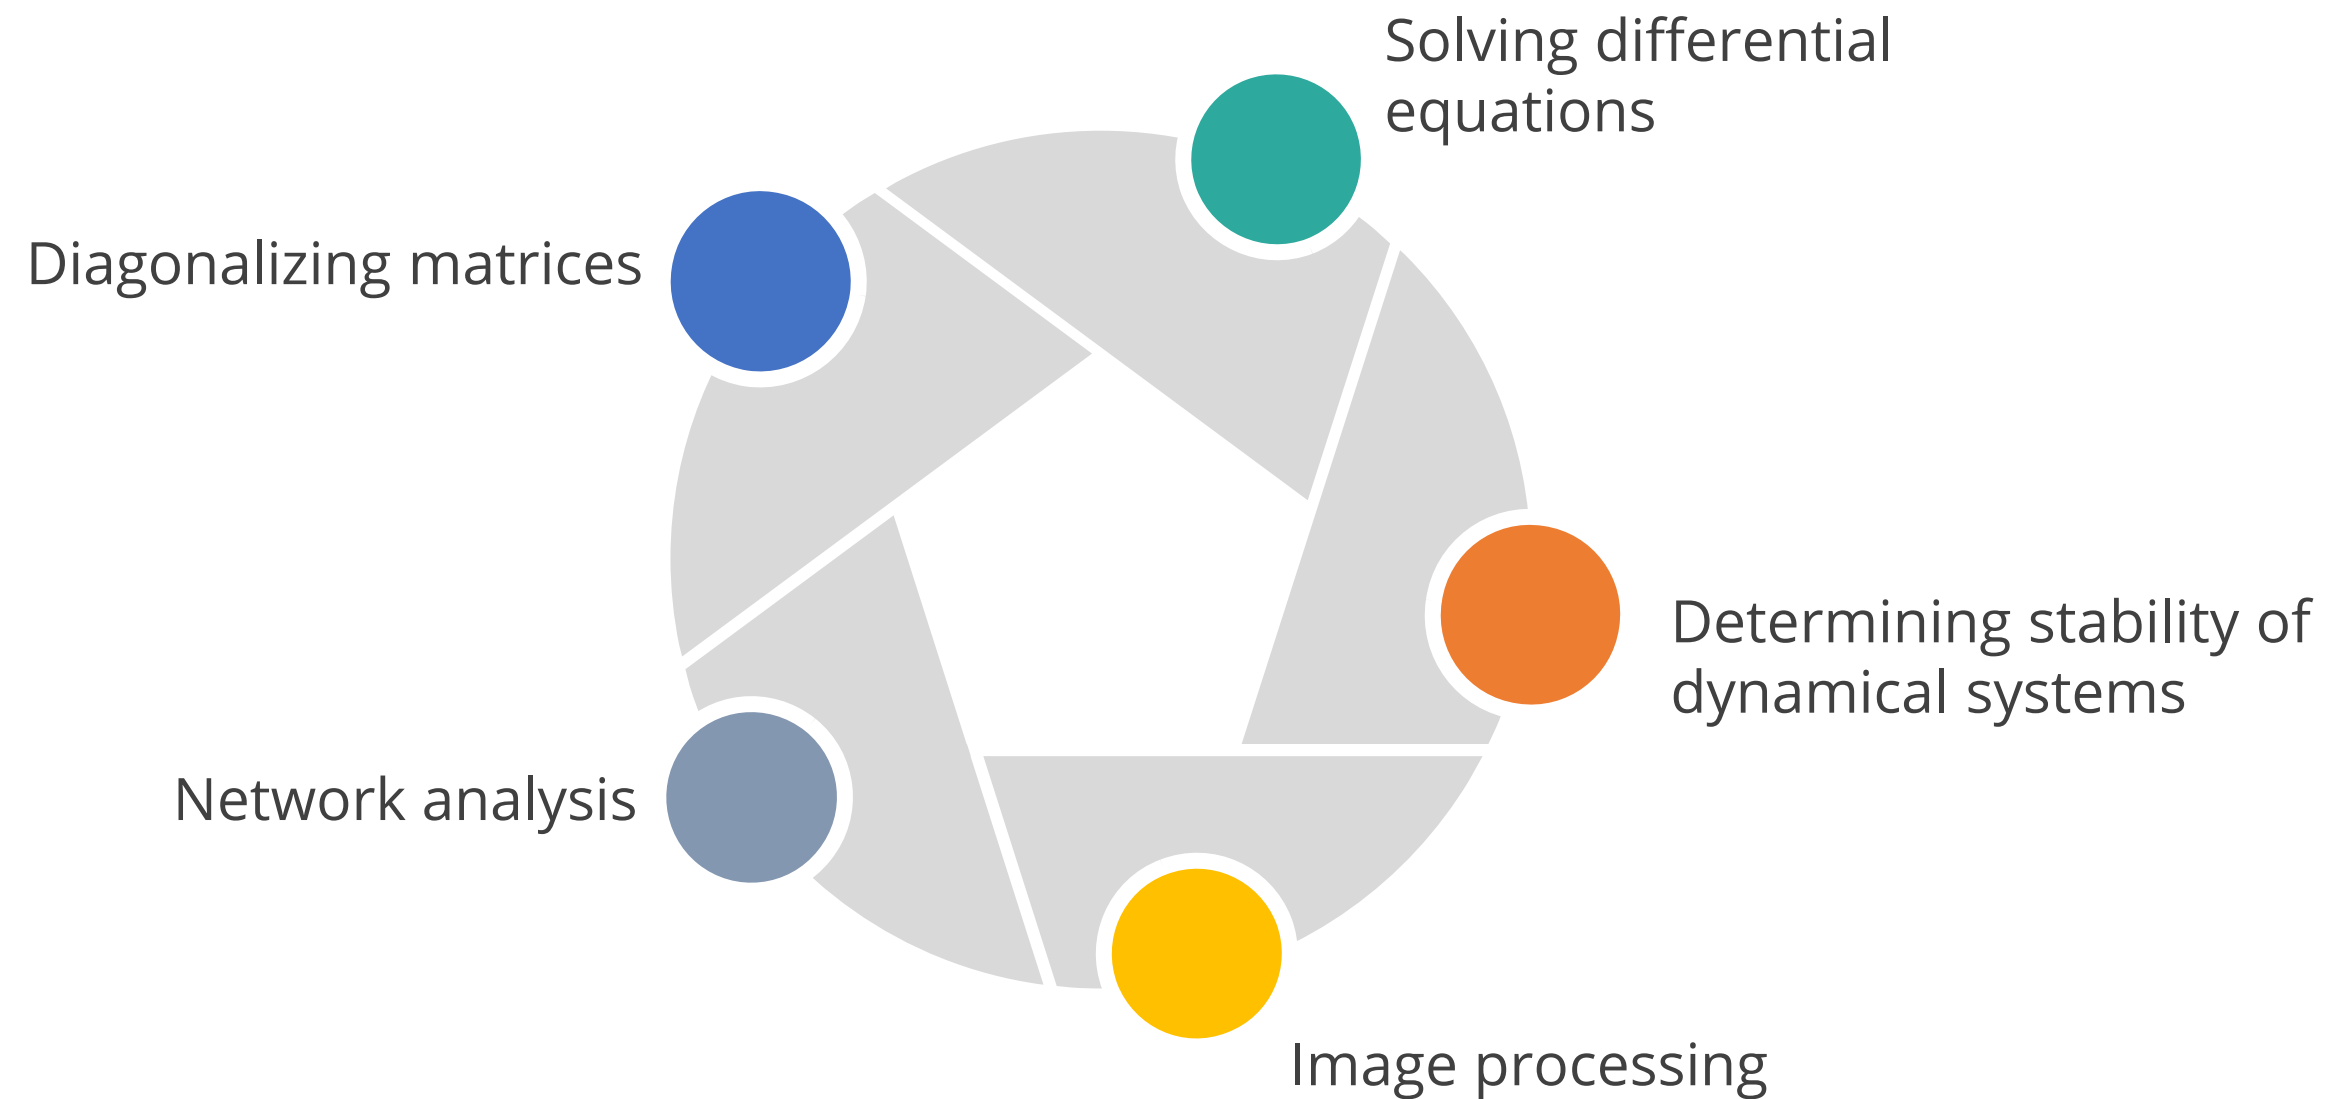 Solving differential
equations
Diagonalizing matrices
Determining stability of
dynamical systems
Network analysis
Image processing